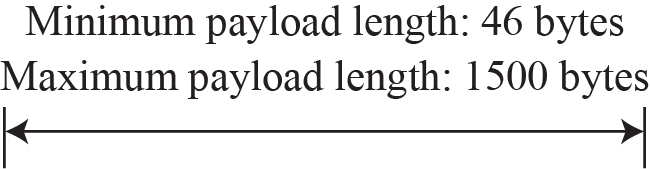 Minimum payload length: 46 bytes
Maximum payload length: 1500 bytes